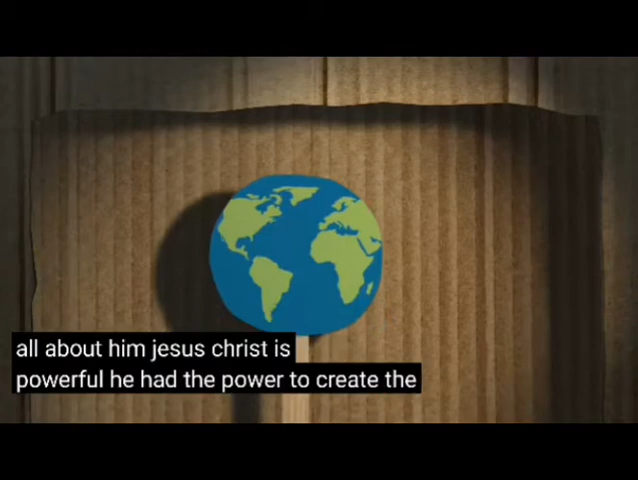 all about him jesus christ is
powerful he had the power to create the